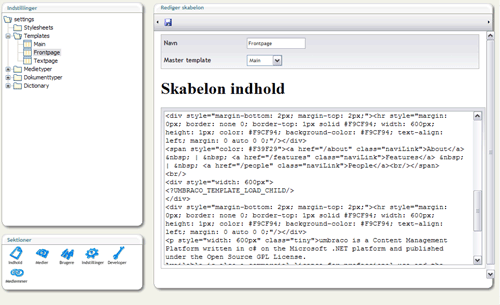 Indstillinger
settings
Stylesheets
Templates
Main
Frontpage
Textpage
Medietyper
Dokumenttyper
Dictionary
Sektioner
Indhold
Medier
Brugere
Indstillinger
Developer
Medlemmer
Rediger skabelon
Navn
Frontpage
Master template
Main
Skabelon indhold
<div style="margin-bottom: 2px; margin-top: 2px;"><hr style="margin:
0px; border: none 0; border-top: 1px solid #F9CF94; width: 600px;
height: 1px; color: #F9CF94; background-color: #F9CF94; text-align:
left; margin: 0 auto 0 0;"/></div>
<span style="color: #F39F29"><a href="/about" class="naviLink">About</a>
&nbsp; | &nbsp; <a href="/features" class="naviLink">Features</a> &nbsp;
| &nbsp; <a href="/people" class="naviLink">People</a><br/></span>
<br/>
<div style="width: 600px">
<?UMBRACO_TEMPLATE_LOAD_CHILD/>
</div>
<div style="margin-bottom: 2px; margin-top: 2px;"><hr style="margin:
0px; border: none 0; border-top: 1px solid #F9CF94; width: 600px;
height: 1px; color: #F9CF94; background-color: #F9CF94; text-align:
left; margin: 0 auto 0 0;"/></div>
<p style="width: 600px" class="tiny">umbraco is a Content Management
Platform written in c# on the Microsoft .NET platform and published
under the Open Source GPL License.